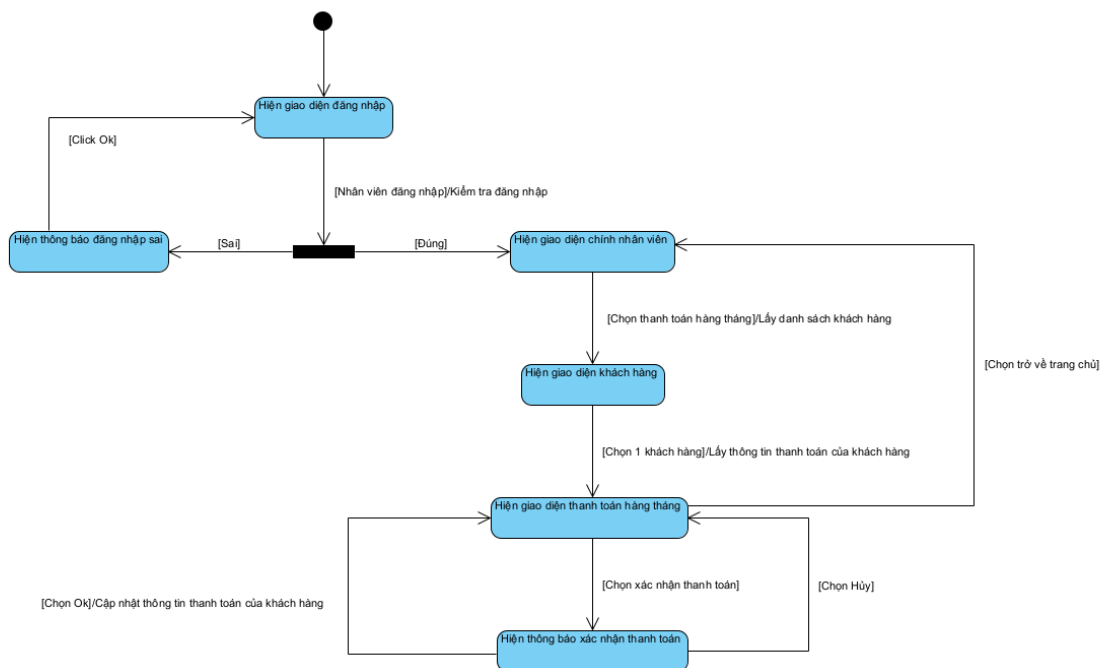 Hiện giao diện đăng nhập
[Click Ok]
[Nhân viên đăng nhập]/Kiểm tra đăng nhập
Hiện thông báo đăng nhập sai
[Sai]
[Đúng]
Hiện giao diện chính nhân viên
[Chọn thanh toán hàng tháng]/Lấy danh sách khách hàng
[Chọn trở về trang chủ]
Hiện giao diện khách hàng
[Chọn 1 khách hàng]/Lấy thông tin thanh toán của khách hàng
Hiện giao diện thanh toán hàng tháng
[Chọn xác nhận thanh toán]
[Chọn Hủy]
[Chọn Ok]/Cập nhật thông tin thanh toán của khách hàng
Hiện thông báo xác nhận thanh toán